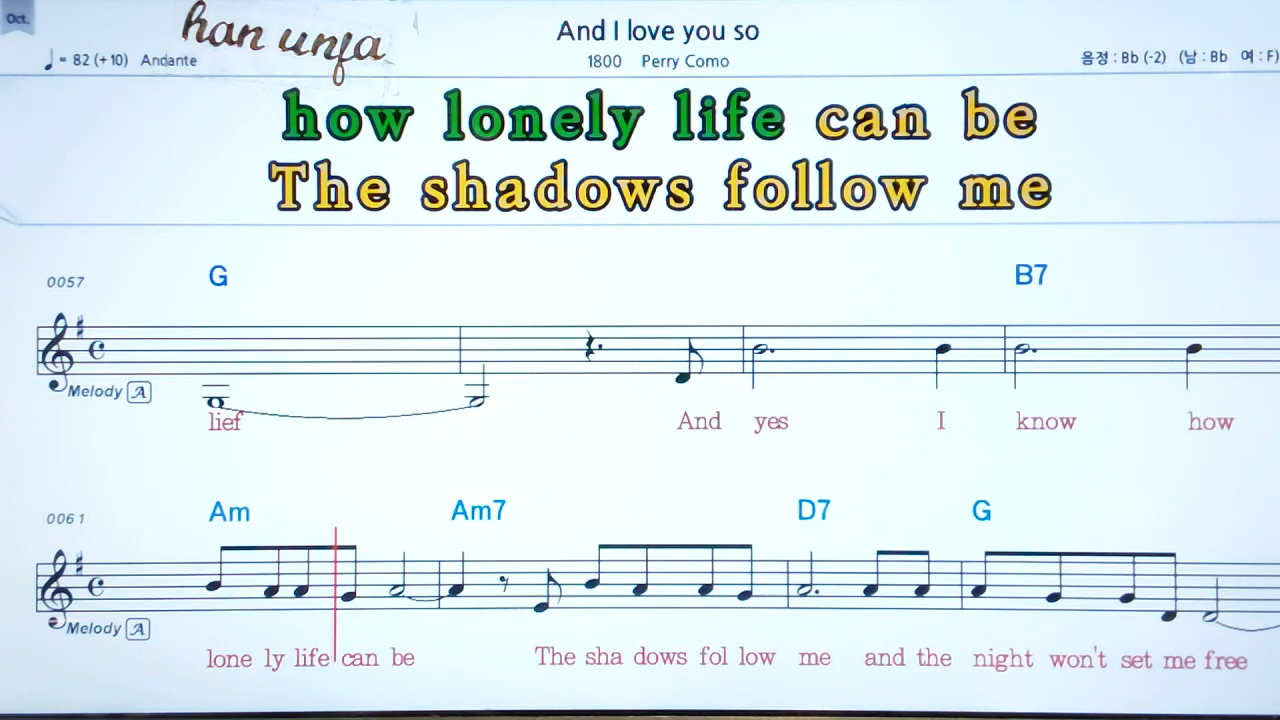 Oct.
han unja
And I love you so
♩ = 82 (+10) Andante
1800 Perry Como
음정 : Bb (-2) (남 : Bb 여 : F)
how lonely life can be
The shadows follow me
0057
G B7
Melody A
lief And yes I know how
0061
Am Am7 D7 G
Melody A
lone ly life can be The sha dows fol low me and the night won't set me free